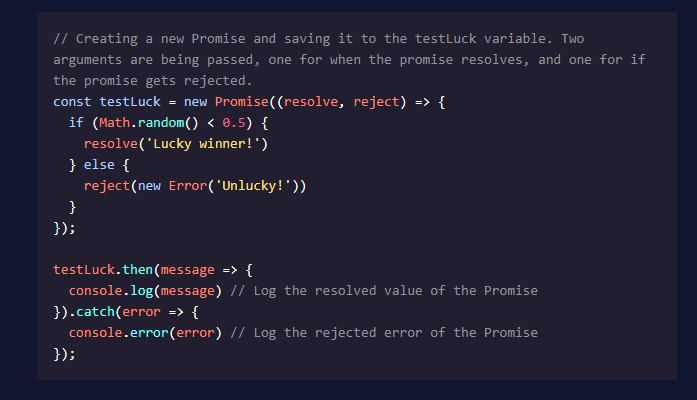 // Creating a new Promise and saving it to the testLuck variable. Two
arguments are being passed, one for when the promise resolves, and one for if
the promise gets rejected.
const testLuck = new Promise((resolve, reject) => {
  if (Math.random() < 0.5) {
    resolve('Lucky winner!')
  } else {
    reject(new Error('Unlucky!'))
  }
});

testLuck.then(message => {
  console.log(message) // Log the resolved value of the Promise
}).catch(error => {
  console.error(error) // Log the rejected error of the Promise
});